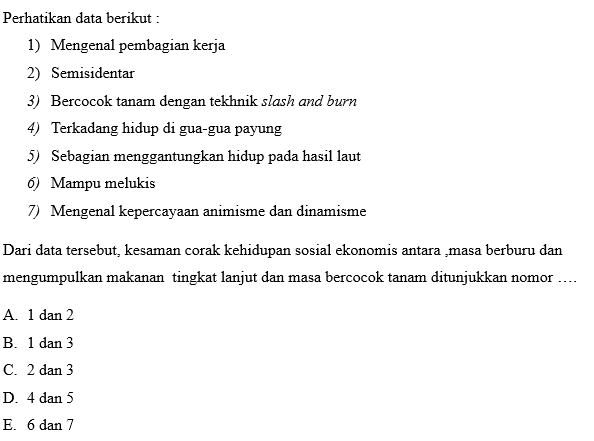 Perhatikan data berikut :
1) Mengenal pembagian kerja
2) Semisidentar
3) Bercocok tanam dengan tekhnik slash and burn
4) Terkadang hidup di gua-gua payung
5) Sebagian menggantungkan hidup pada hasil laut
6) Mampu melukis
7) Mengenal kepercayaan animisme dan dinamisme
Dari data tersebut, kesaman corak kehidupan sosial ekonomis antara ,masa berburu dan
mengumpulkan makanan tingkat lanjut dan masa bercocok tanam ditunjukkan nomor ….
A. 1 dan 2
B. 1 dan 3
C. 2 dan 3
D. 4 dan 5
E. 6 dan 7